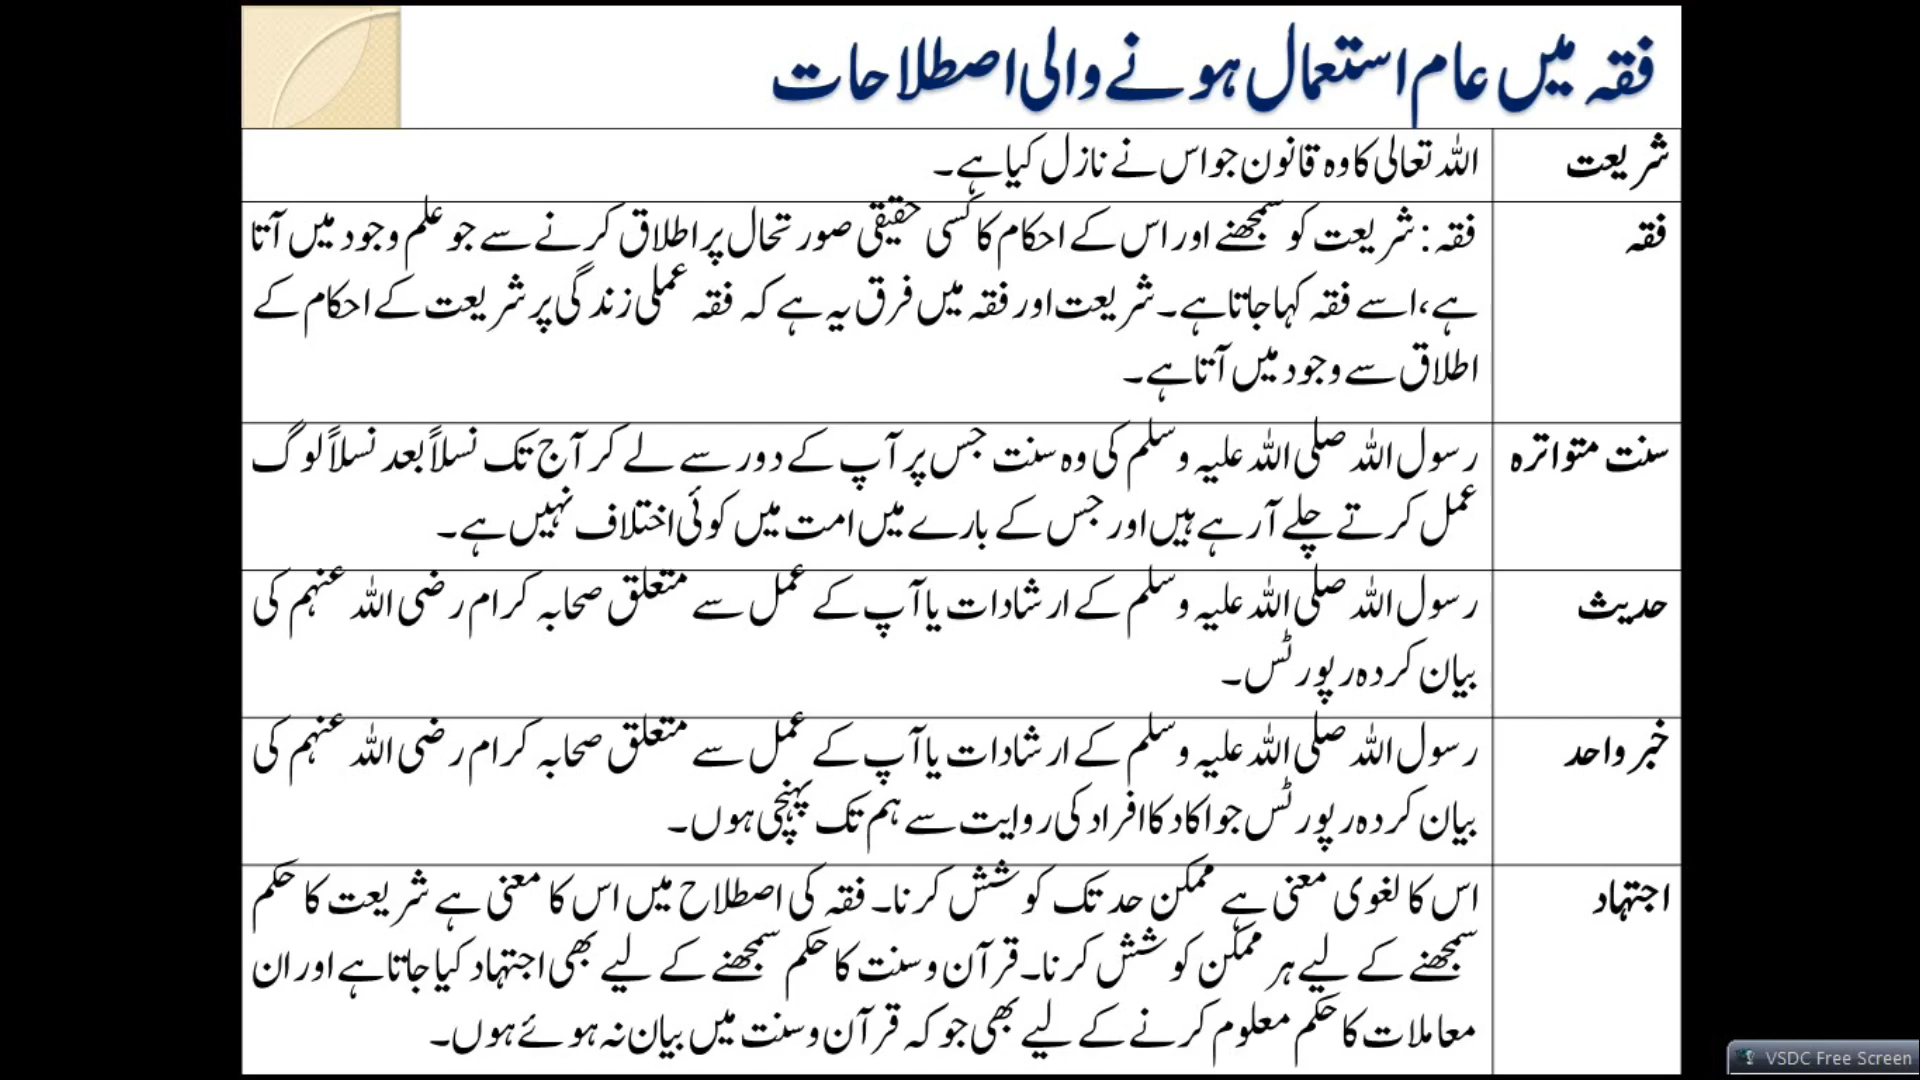 فقہ میں عام استعمال ہونے والی اصطلاحات
شریعت
اللہ تعالی کا وہ قانون جو اس نے نازل کیا ہے۔
فقہ
فقہ: شریعت کو سمجھنے اور اس کے احکام کا کسی حقیقی صورتحال پر اطلاق کرنے سے جو علم وجود میں آتا
ہے، اسے فقہ کہا جاتا ہے۔ شریعت اور فقہ میں فرق یہ ہے کہ فقہ عملی زندگی پر شریعت کے احکام کے
اطلاق سے وجود میں آتا ہے۔
سنت متواترہ
رسول اللہ صلی اللہ علیہ وسلم کی وہ سنت جس پر آپ کے دور سے لے کر آج تک نسلاً بعد نسلاً لوگ
عمل کرتے چلے آ رہے ہیں اور جس کے بارے میں امت میں کوئی اختلاف نہیں ہے۔
حدیث
رسول اللہ صلی اللہ علیہ وسلم کے ارشادات یا آپ کے عمل سے متعلق صحابہ کرام رضی اللہ عنہم کی
بیان کردہ رپورٹس۔
خبر واحد
رسول اللہ صلی اللہ علیہ وسلم کے ارشادات یا آپ کے عمل سے متعلق صحابہ کرام رضی اللہ عنہم کی
بیان کردہ رپورٹس جو اکا دکا افراد کی روایت سے ہم تک پہنچی ہوں۔
اجتہاد
اس کا لغوی معنی ہے ممکن حد تک کوشش کرنا۔ فقہ کی اصطلاح میں اس کا معنی ہے شریعت کا حکم
سمجھنے کے لیے ہر ممکن کوشش کرنا۔ قرآن و سنت کا حکم سمجھنے کے لیے بھی اجتہاد کیا جاتا ہے اور ان
معاملات کا حکم معلوم کرنے کے لیے بھی جو کہ قرآن و سنت میں بیان نہ ہوئے ہوں۔
VSDC Free Screen